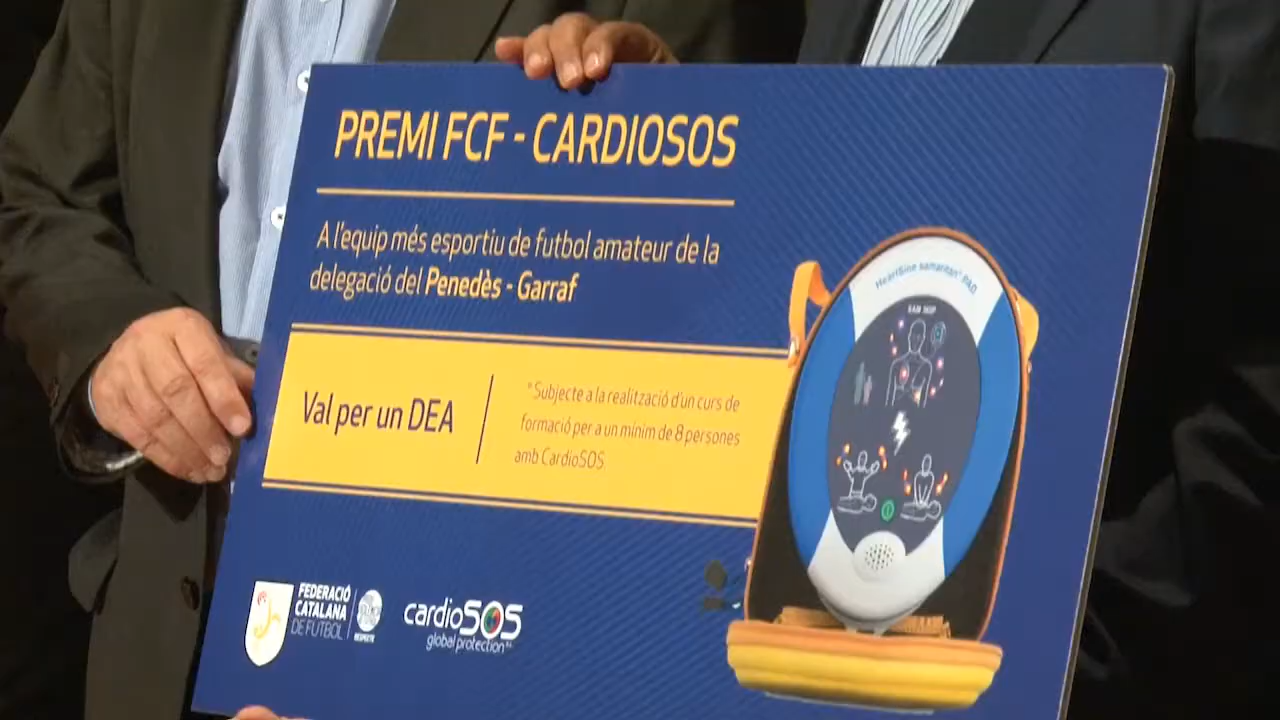 PREMI FCF - CARDIOSOS
A l'equip més esportiu de futbol amateur de la
delegació del Penedès - Garraf
Val per un DEA
* Subjecte a la realització d'un curs de
formació per a un mínim de 8 persones
amb CardioSOS
HeartSine samaritan® PAD
FEDERACIÓ
CATALANA
DE FUTBOL
cardioSOS
global protection